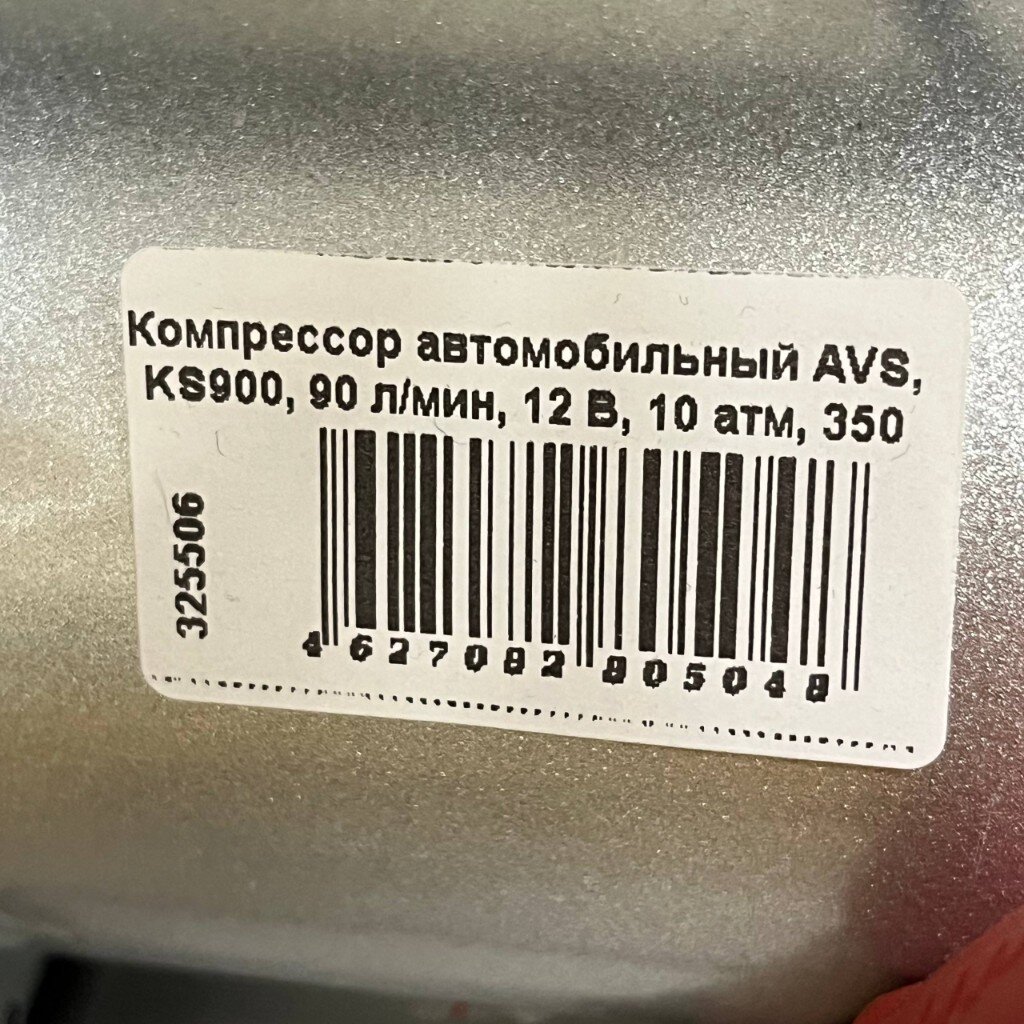 Компрессор автомобильный AVS,
KS900, 90 л/мин, 12 В, 10 атм, 350
325506
4 627082 805048